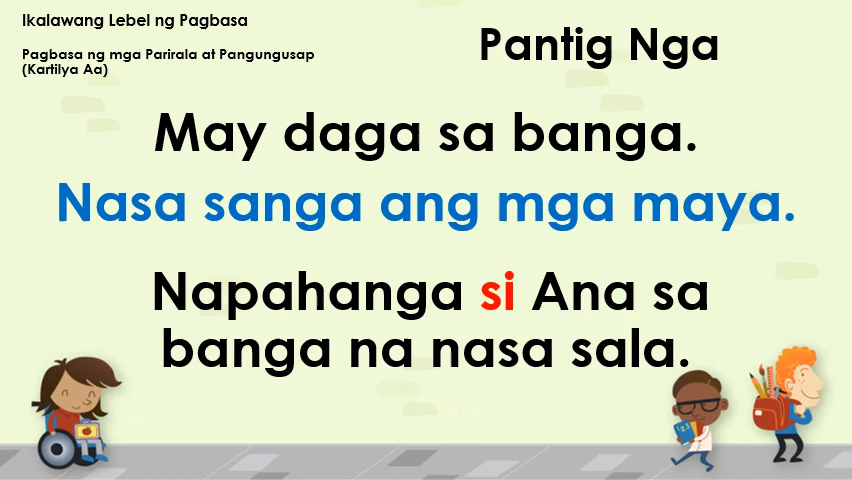 Ikalawang Lebel ng Pagbasa
Pagbasa ng mga Parirala at Pangungusap
(Kartilya Aa)
Pantig Nga
May daga sa banga.
Nasa sanga ang mga maya.
Napahanga si Ana sa
banga na nasa sala.